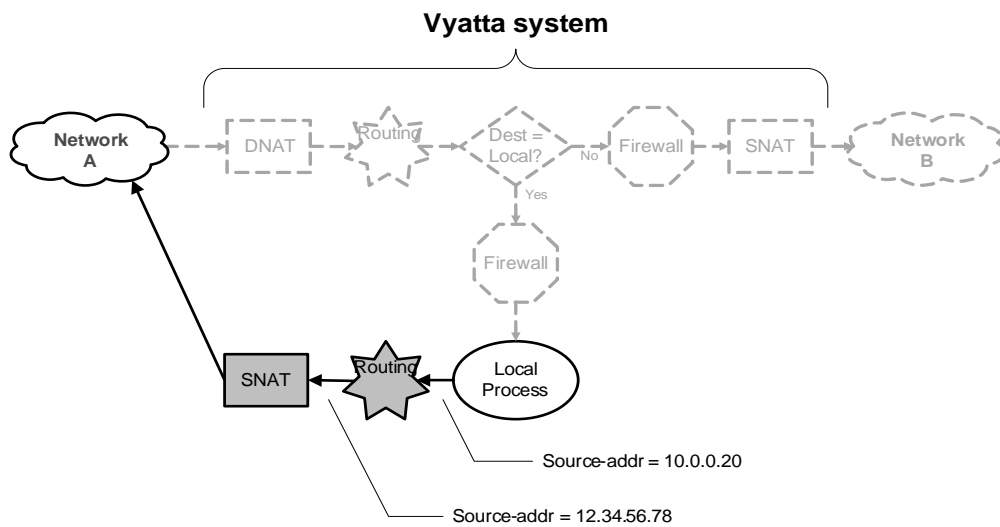 Vyatta system
Network
A
DNAT
Routing
Dest =
Local?
No
Firewall
SNAT
Network
B
Yes
Firewall
SNAT
Routing
Local
Process
Source-addr = 10.0.0.20
Source-addr = 12.34.56.78